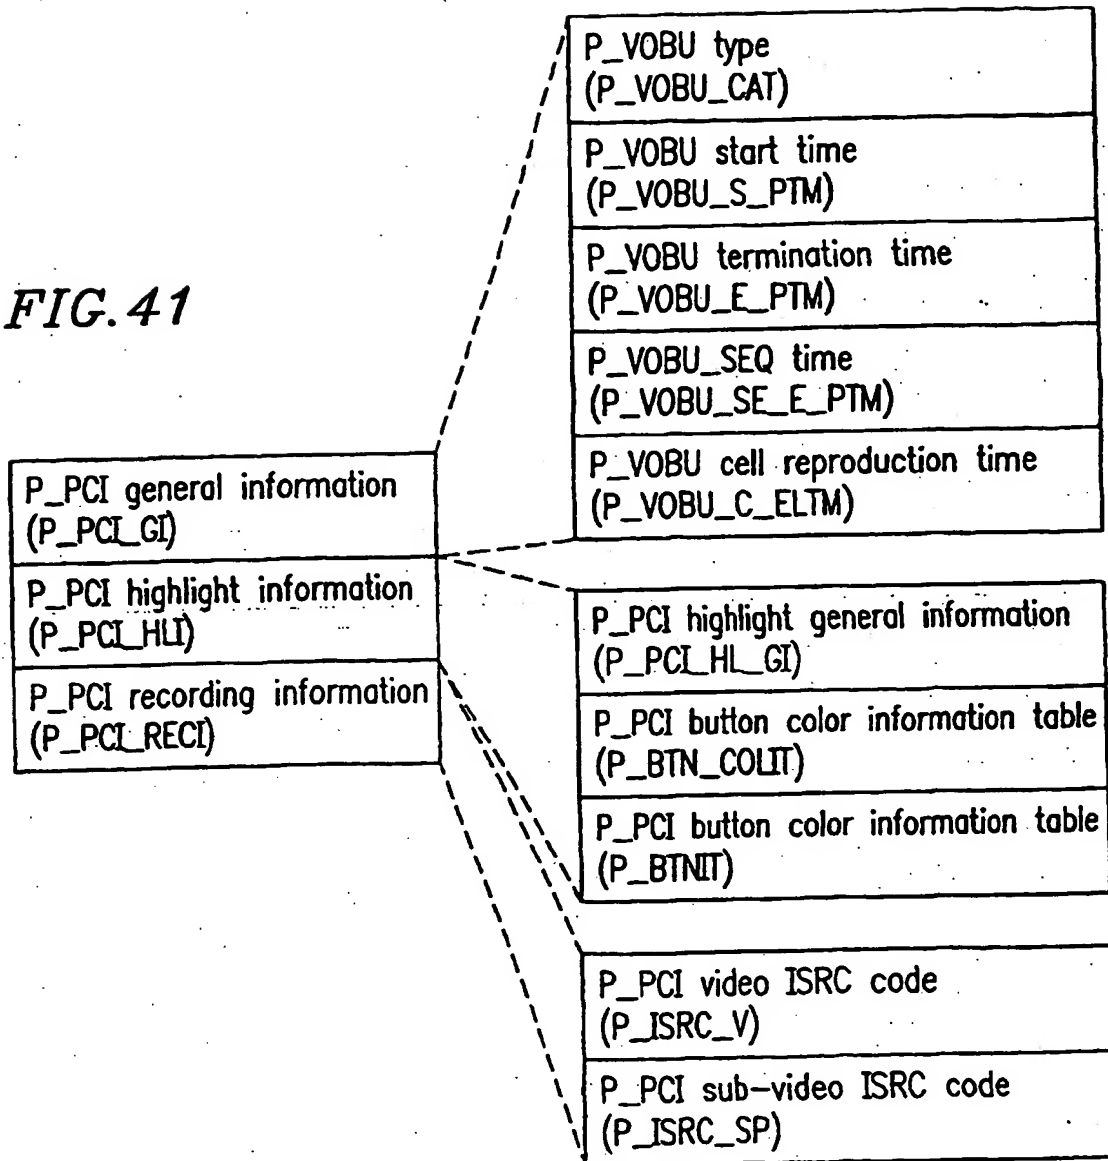 FIG. 41
P_PCI general information
(P_PCI_GI)
P_PCI highlight information
(P_PCI_HLI)
P_PCI recording information
(P_PCI_RECI)
P_VOBU type
(P_VOBU_CAT)
P_VOBU start time
(P_VOBU_S_PTM)
P_VOBU termination time
(P_VOBU_E_PTM)
P_VOBU_SEQ time
(P_VOBU_SE_E_PTM)
P_VOBU cell reproduction time
(P_VOBU_C_ELTM)
P_PCI highlight general information
(P_PCI_HL_GI)
P_PCI button color information table
(P_BTN_COLIT)
P_PCI button color information table
(P_BTNIT)
P_PCI video ISRC code
(P_ISRC_V)
P_PCI sub-video ISRC code
(P_ISRC_SP)